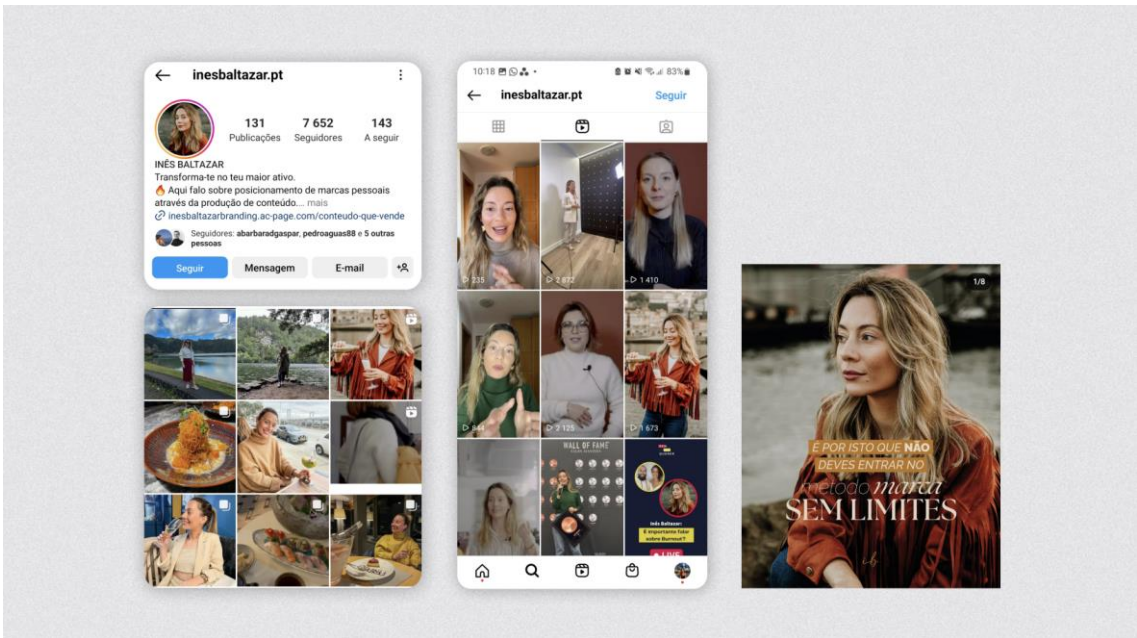 inesbaltazar.pt
131
7 652
143
Publicações
Seguidores
A seguir
INÊS BALTAZAR
Transforma-te no teu maior ativo.
🔥 Aqui falo sobre posicionamento de marcas pessoais
através da produção de conteúdo... mais
inesbaltazarbranding.ac-page.com/conteudo-que-vende
Seguidores: abarbaradgaspar, pedroaguas88 e 5 outras
pessoas
Seguir
Mensagem
E-mail
10:18
83%
inesbaltazar.pt
Seguir
235
2 872
1 410
844
2 125
1 673
WALL OF FAME
Inês Baltazar:
É importante falar
sobre Burnout?
LIVE
1/8
É POR ISTO QUE NÃO
DEVES ENTRAR NO
método marca
SEM LIMITES
ib